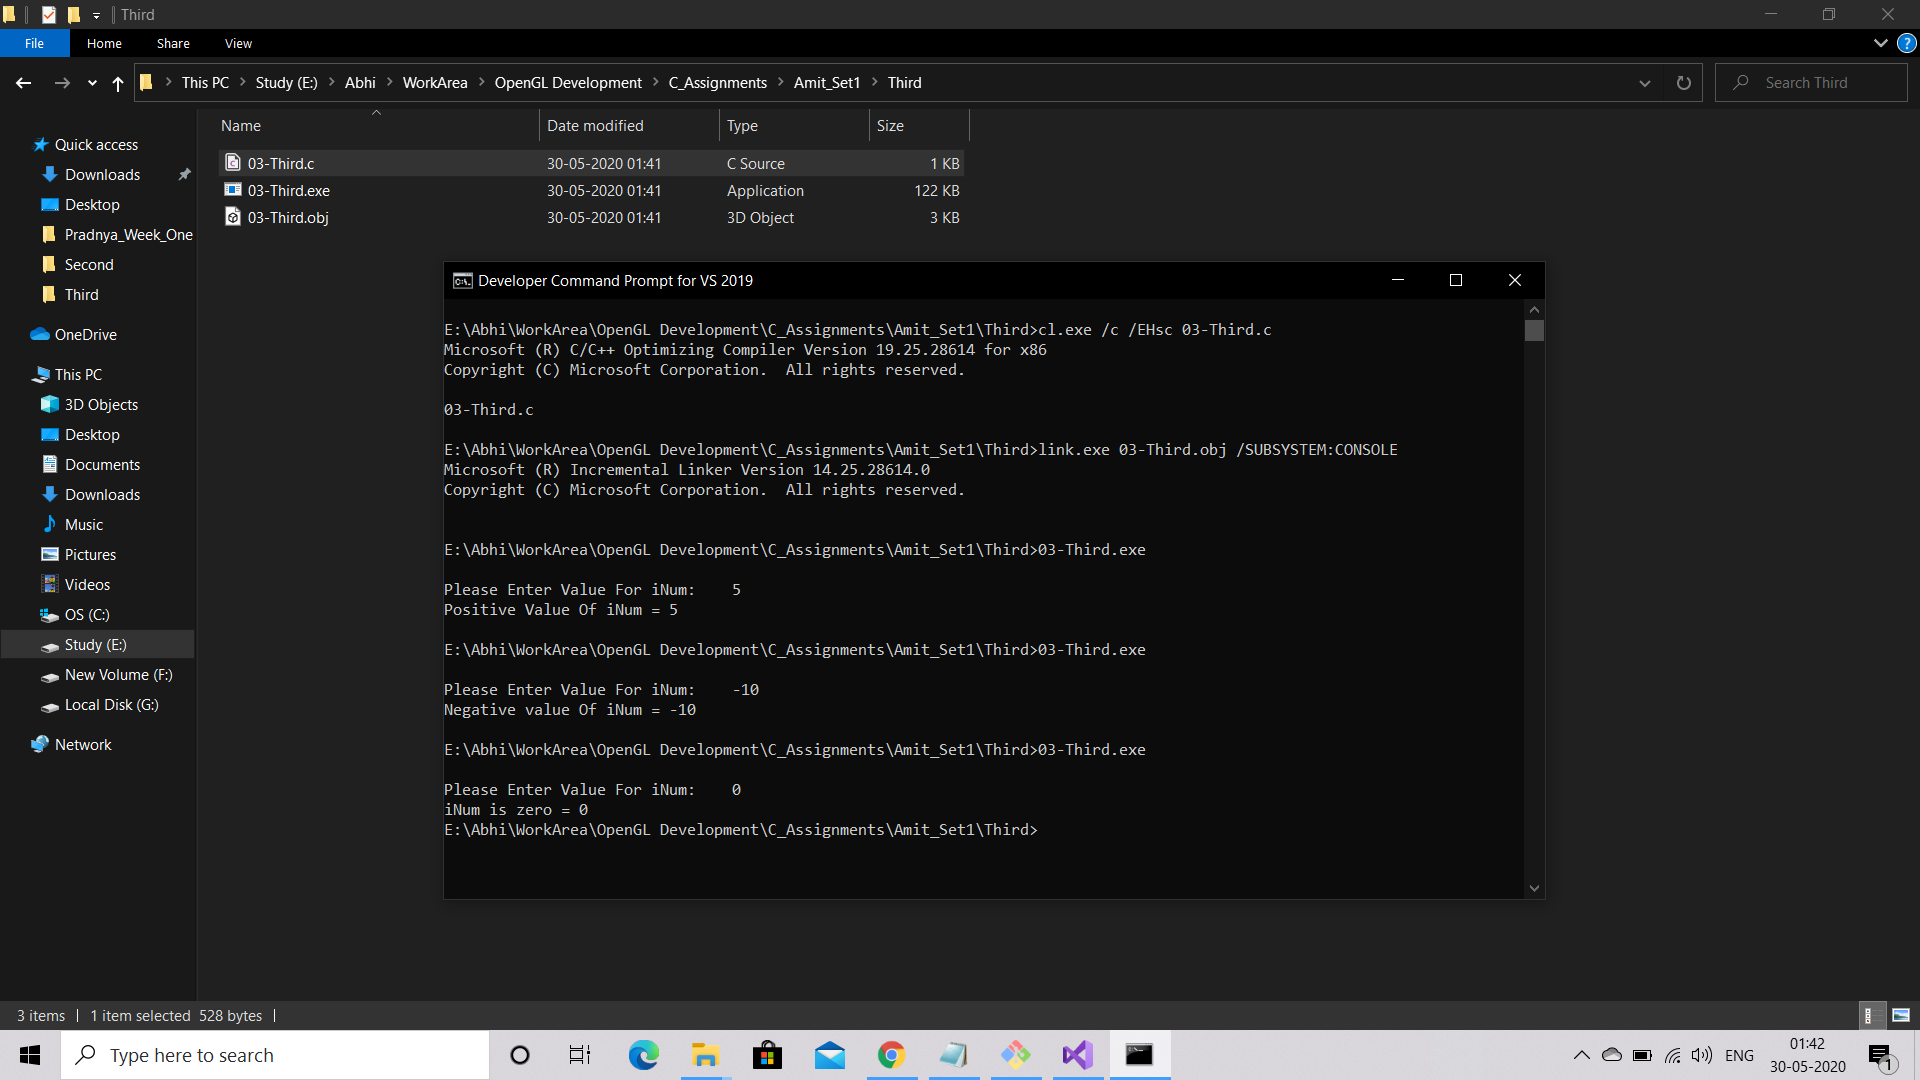 Third
File Home Share View
This PC > Study (E:) > Abhi > WorkArea > OpenGL Development > C_Assignments > Amit_Set1 > Third
Search Third
Name Date modified Type Size
03-Third.c 30-05-2020 01:41 C Source 1 KB
03-Third.exe 30-05-2020 01:41 Application 122 KB
03-Third.obj 30-05-2020 01:41 3D Object 3 KB
Quick access
Downloads
Desktop
Pradnya_Week_One
Second
Third
OneDrive
This PC
3D Objects
Desktop
Documents
Downloads
Music
Pictures
Videos
OS (C:)
Study (E:)
New Volume (F:)
Local Disk (G:)
Network
Developer Command Prompt for VS 2019
E:\Abhi\WorkArea\OpenGL Development\C_Assignments\Amit_Set1\Third>cl.exe /c /EHsc 03-Third.c
Microsoft (R) C/C++ Optimizing Compiler Version 19.25.28614 for x86
Copyright (C) Microsoft Corporation.  All rights reserved.
03-Third.c
E:\Abhi\WorkArea\OpenGL Development\C_Assignments\Amit_Set1\Third>link.exe 03-Third.obj /SUBSYSTEM:CONSOLE
Microsoft (R) Incremental Linker Version 14.25.28614.0
Copyright (C) Microsoft Corporation.  All rights reserved.
E:\Abhi\WorkArea\OpenGL Development\C_Assignments\Amit_Set1\Third>03-Third.exe
Please Enter Value For iNum:    5
Positive Value Of iNum = 5
E:\Abhi\WorkArea\OpenGL Development\C_Assignments\Amit_Set1\Third>03-Third.exe
Please Enter Value For iNum:    -10
Negative value Of iNum = -10
E:\Abhi\WorkArea\OpenGL Development\C_Assignments\Amit_Set1\Third>03-Third.exe
Please Enter Value For iNum:    0
iNum is zero = 0
E:\Abhi\WorkArea\OpenGL Development\C_Assignments\Amit_Set1\Third>
3 items | 1 item selected 528 bytes |
Type here to search
ENG
01:42
30-05-2020
1